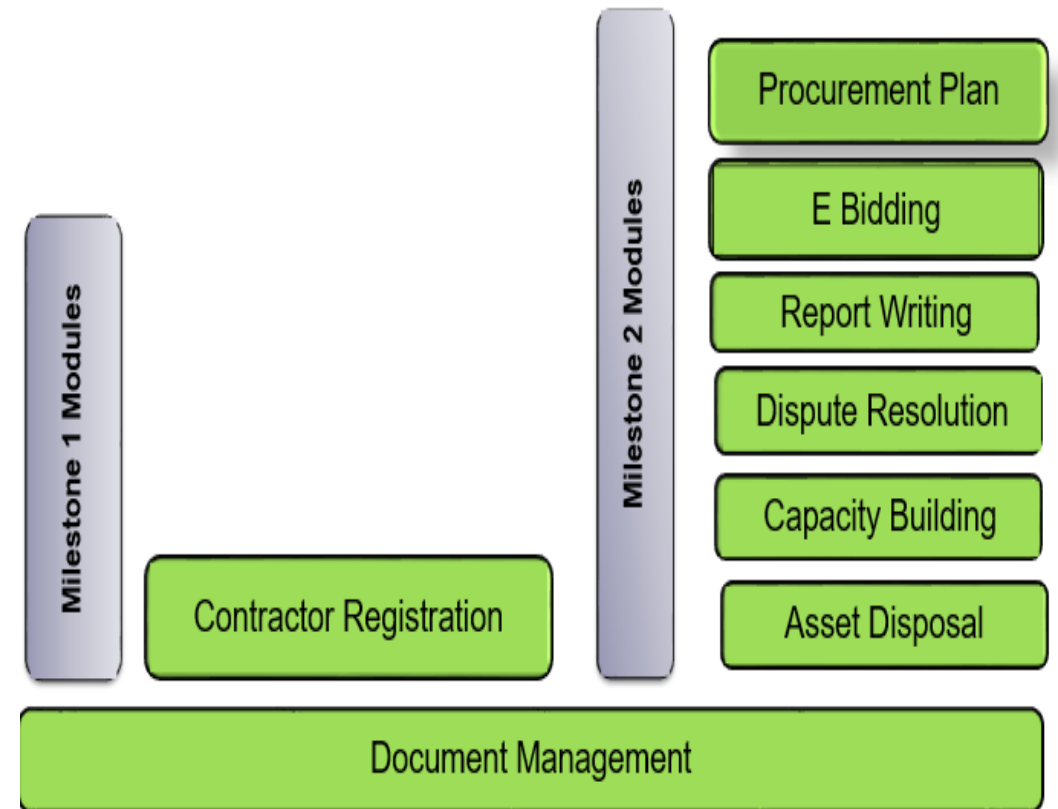 Milestone 1 Modules
Contractor Registration
Milestone 2 Modules
Procurement Plan
E Bidding
Report Writing
Dispute Resolution
Capacity Building
Asset Disposal
Document Management